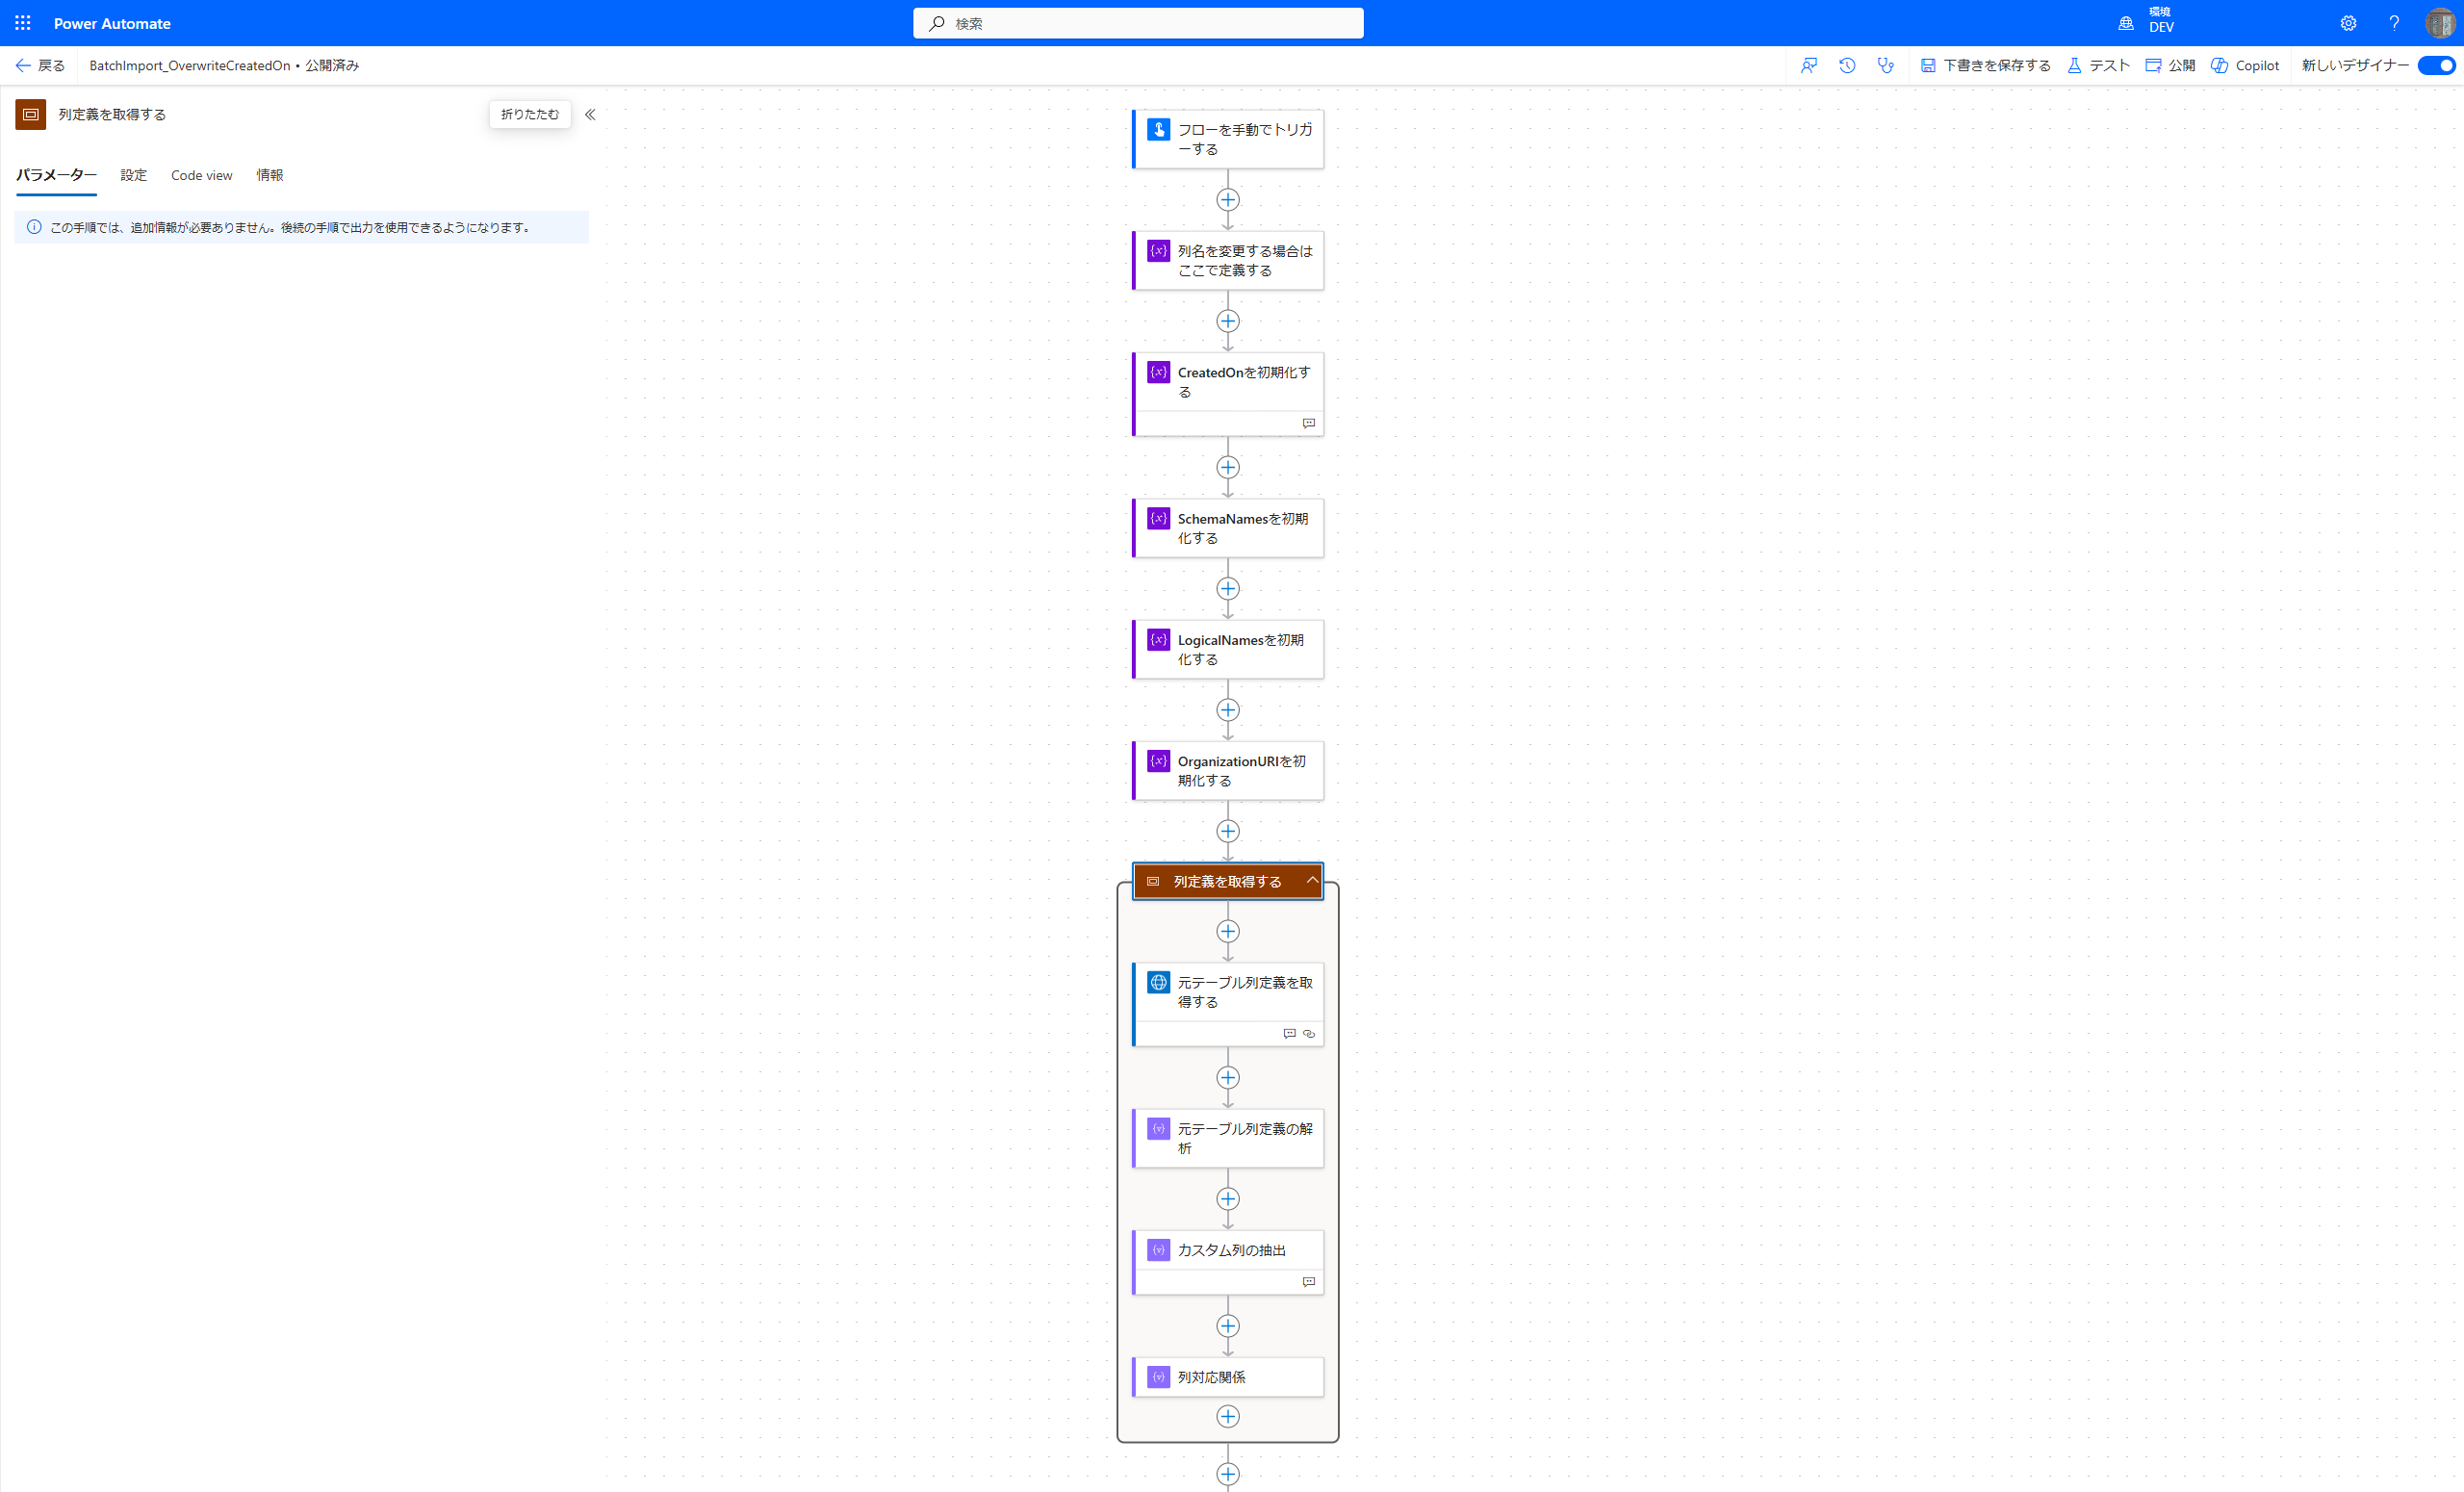 Power Automate
検索
環境
DEV
戻る
BatchImport_OverwriteCreatedOn • 公開済み
下書きを保存する
テスト
公開
Copilot
新しいデザイナー
列定義を取得する
折りたたむ
パラメーター
設定
Code view
情報
この手順では、追加情報が必要ありません。後続の手順で出力を使用できるようになります。
フローを手動でトリガ
ーする
列名を変更する場合は
ここで定義する
CreatedOnを初期化す
る
SchemaNamesを初期
化する
LogicalNamesを初期
化する
OrganizationURIを初
期化する
列定義を取得する
元テーブル列定義を取
得する
元テーブル列定義の解
析
カスタム列の抽出
列対応関係